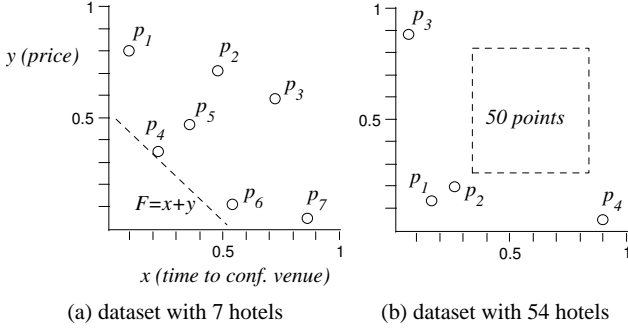 1
y (price)
0.5
p1
p2
p3
p4
p5
p6
p7
F=x+y
0.5
1
x (time to conf. venue)
(a) dataset with 7 hotels
1
p3
0.5
50 points
p1
p2
p4
0.5
1
(b) dataset with 54 hotels